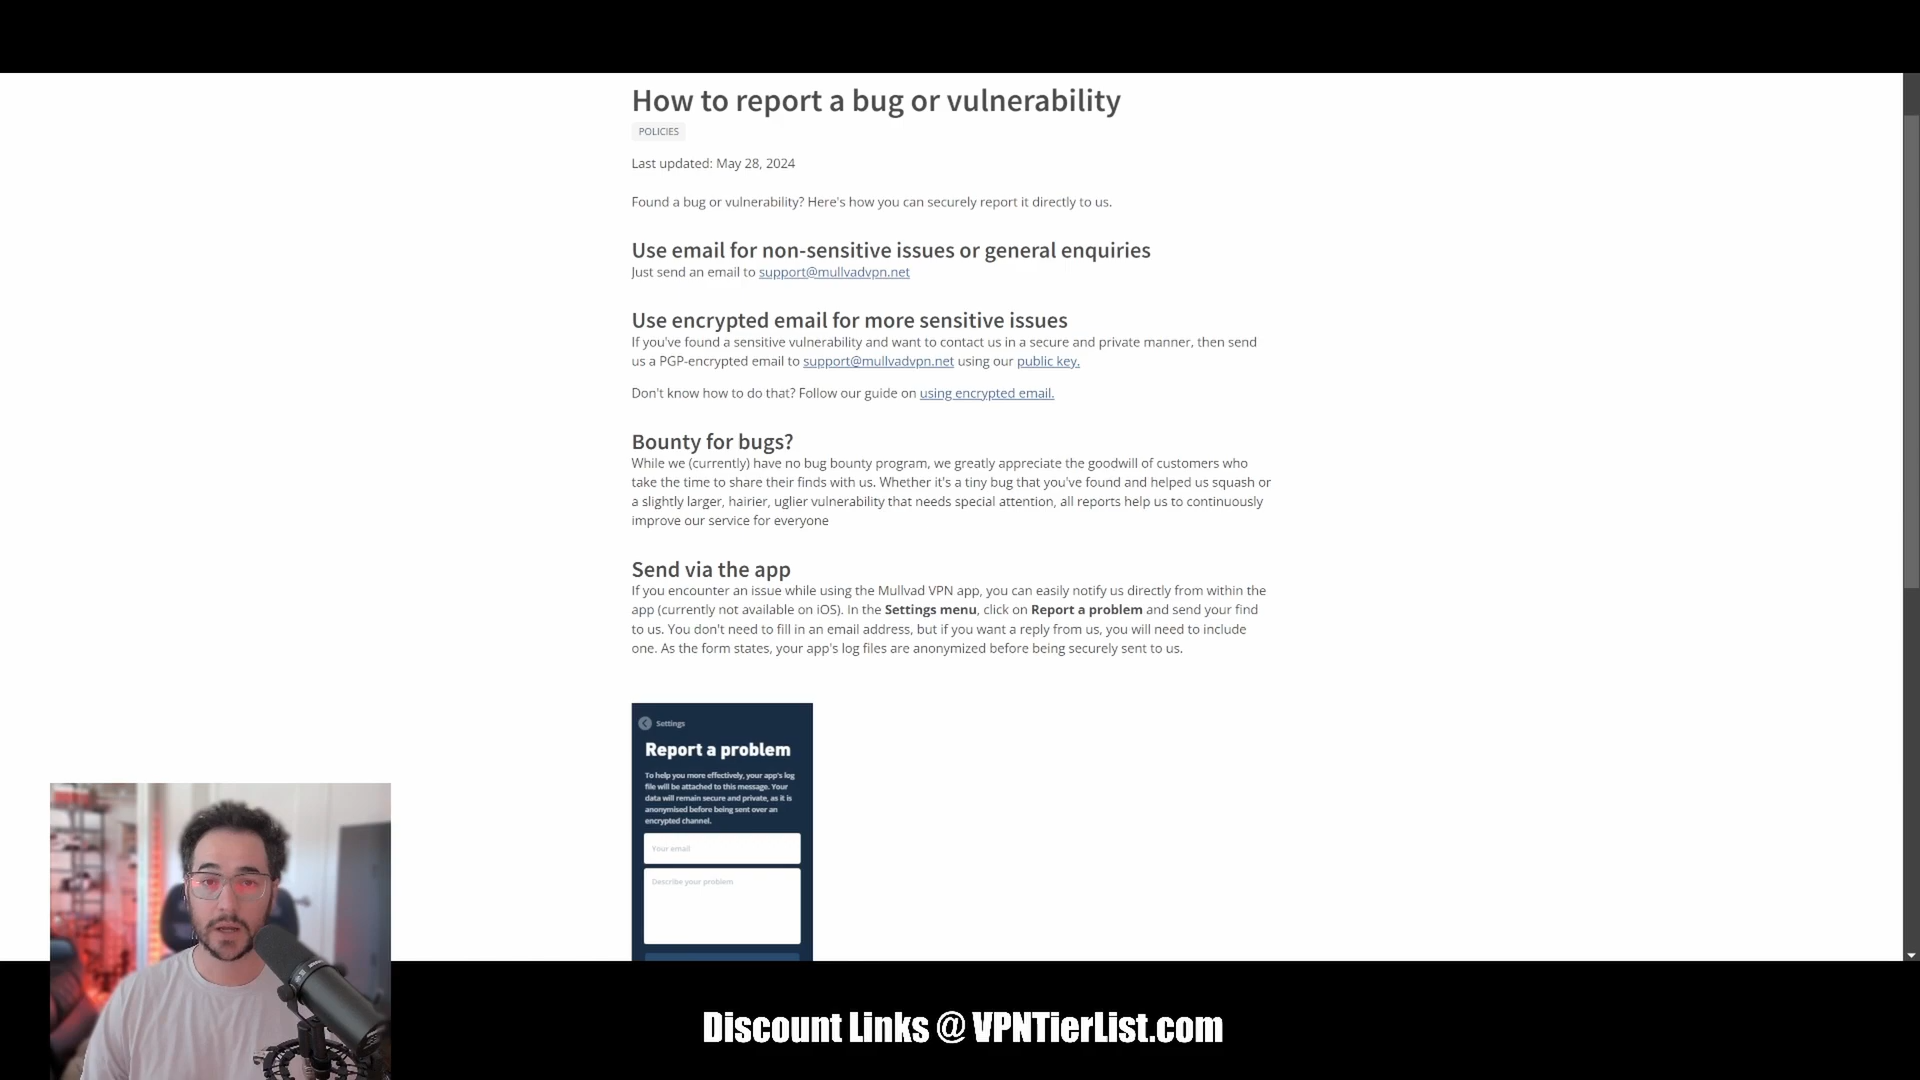 How to report a bug or vulnerability
POLICIES
Last updated: May 28, 2024
Found a bug or vulnerability? Here's how you can securely report it directly to us.
Use email for non-sensitive issues or general enquiries
Just send an email to support@mullvadvpn.net
Use encrypted email for more sensitive issues
If you've found a sensitive vulnerability and want to contact us in a secure and private manner, then send
us a PGP-encrypted email to support@mullvadvpn.net using our public key.
Don't know how to do that? Follow our guide on using encrypted email.
Bounty for bugs?
While we (currently) have no bug bounty program, we greatly appreciate the goodwill of customers who
take the time to share their finds with us. Whether it's a tiny bug that you've found and helped us squash or
a slightly larger, hairier, uglier vulnerability that needs special attention, all reports help us to continuously
improve our service for everyone
Send via the app
If you encounter an issue while using the Mullvad VPN app, you can easily notify us directly from within the
app (currently not available on iOS). In the Settings menu, click on Report a problem and send your find
to us. You don't need to fill in an email address, but if you want a reply from us, you will need to include
one. As the form states, your app's log files are anonymized before being securely sent to us.
Settings
Report a problem
To help you more effectively, your app's log
file will be attached to this message. Your
data will remain secure and private, as it is
anonymised before being sent over an
encrypted channel.
Your email
Describe your problem
Discount Links @ VPNTierList.com